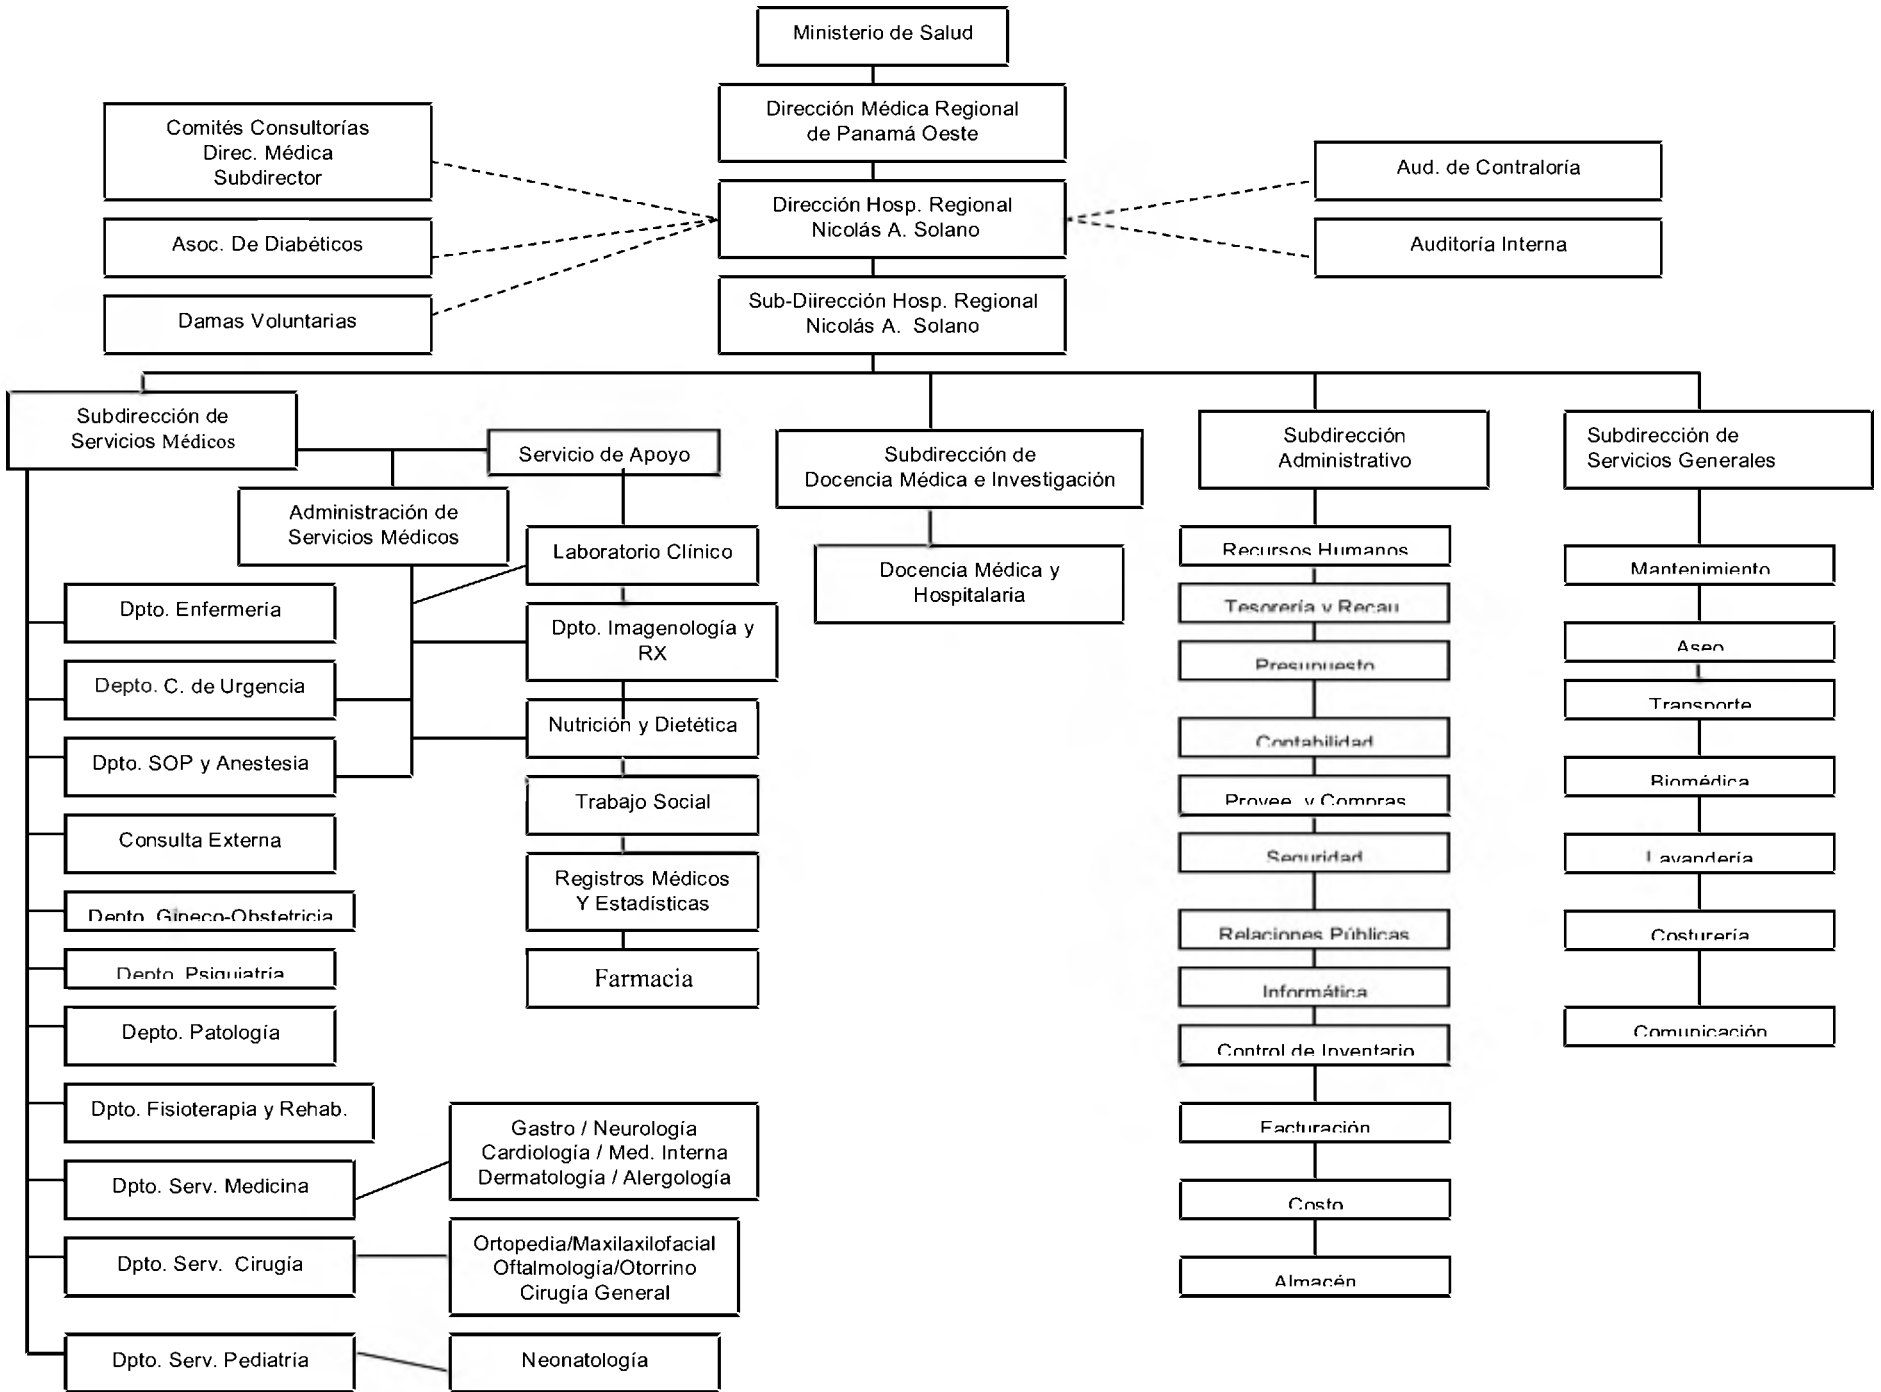 Ministerio de Salud
Dirección Médica Regional
de Panamá Oeste
Comités Consultorías
Direc. Médica
Subdirector
Asoc. De Diabéticos
Damas Voluntarias
Dirección Hosp. Regional
Nicolás A. Solano
Aud. de Contraloría
Auditoría Interna
Sub-Diirección Hosp. Regional
Nicolás A. Solano
Subdirección de
Servicios Médicos
Servicio de Apoyo
Administración de
Servicios Médicos
Dpto. Enfermería
Depto. C. de Urgencia
Dpto. SOP y Anestesia
Consulta Externa
Depto. Gineco-Obstetricia
Depto. Psiquiatría
Depto. Patología
Dpto. Fisioterapia y Rehab.
Dpto. Serv. Medicina
Dpto. Serv. Cirugía
Dpto. Serv. Pediatría
Laboratorio Clínico
Dpto. Imagenología y
RX
Nutrición y Dietética
Trabajo Social
Registros Médicos
Y Estadísticas
Farmacia
Gastro / Neurología
Cardiología / Med. Interna
Dermatología / Alergología
Ortopedia/Maxilaxilofacial
Oftalmología/Otorrino
Cirugía General
Neonatología
Subdirección de
Docencia Médica e Investigación
Docencia Médica y
Hospitalaria
Subdirección
Administrativo
Recursos Humanos
Tesorería y Recau.
Presupuesto
Contabilidad
Provee. y Compras
Seguridad
Relaciones Públicas
Informática
Control de Inventario
Facturación
Costo
Almacén
Subdirección de
Servicios Generales
Mantenimiento
Aseo
Transporte
Biomédica
Lavandería
Costurería
Comunicación